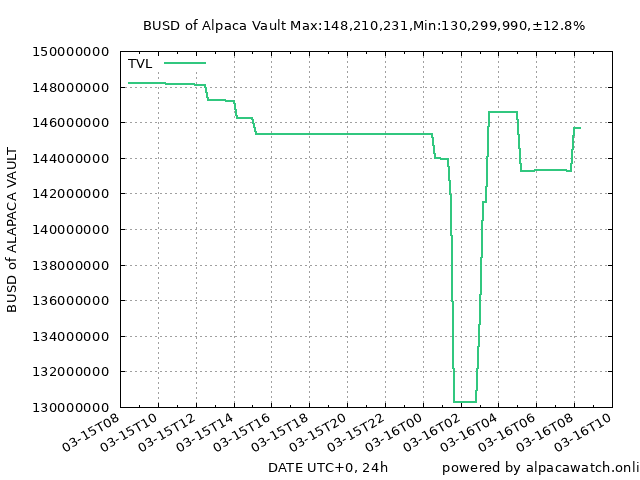 BUSD of Alpaca Vault Max:148,210,231,Min:130,299,990,±12.8%
TVL
150000000
148000000
146000000
144000000
142000000
140000000
138000000
136000000
134000000
132000000
130000000
BUSD of ALAPACA VAULT
03-15T08
03-15T10
03-15T12
03-15T14
03-15T16
03-15T18
03-15T20
03-15T22
03-16T00
03-16T02
03-16T04
03-16T06
03-16T08
03-16T10
DATE UTC+0, 24h
powered by alpacawatch.onli